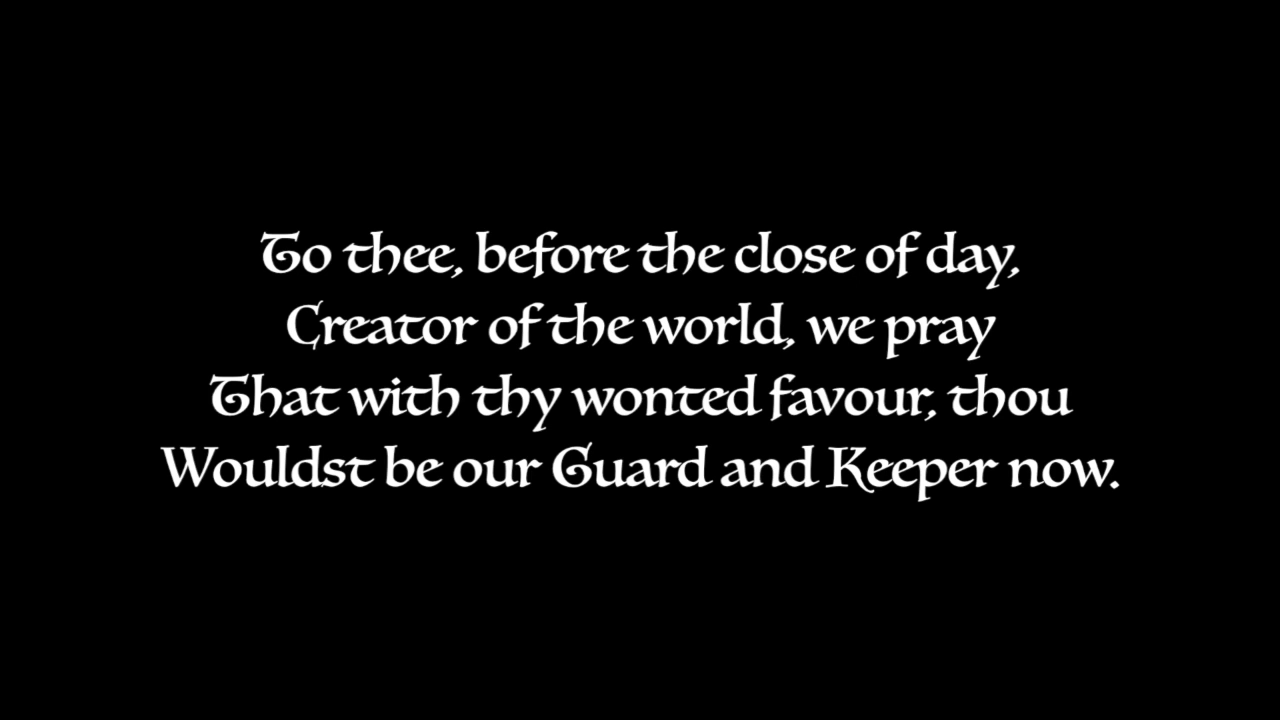 To thee, before the close of day,
Creator of the world, we pray
That with thy wonted favour, thou
Wouldst be our Guard and Keeper now.